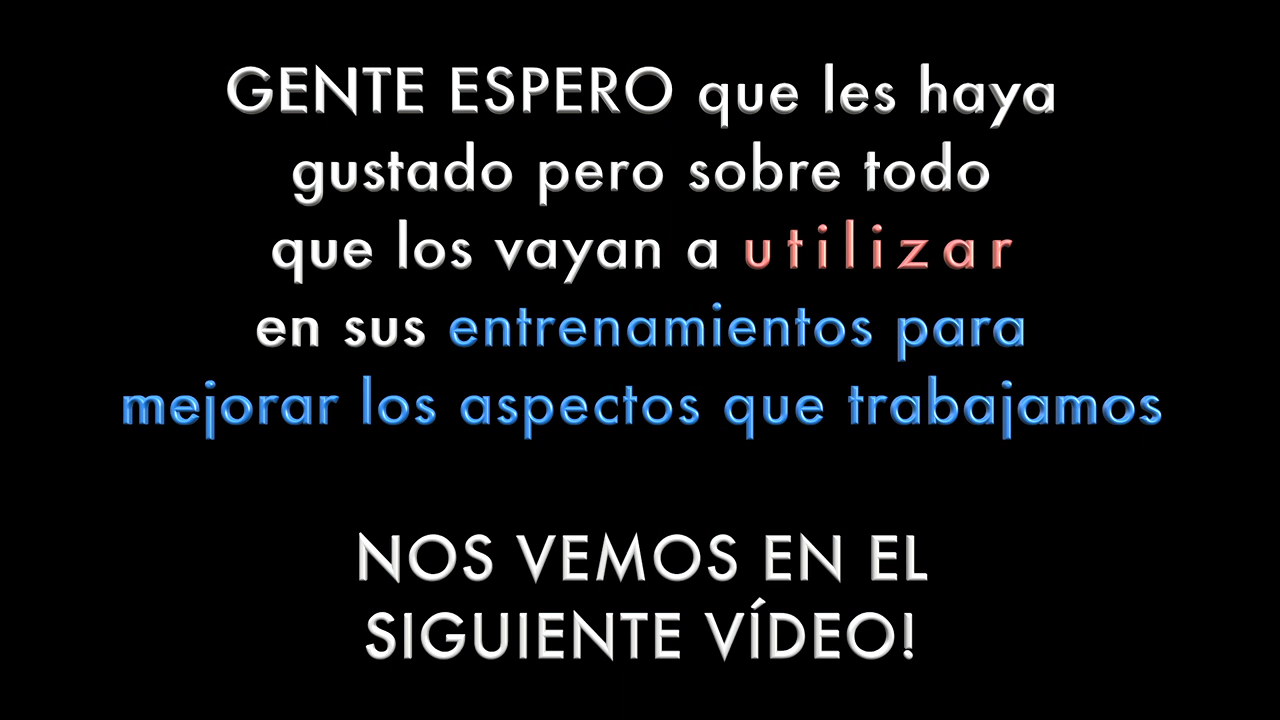 GENTE ESPERO que les haya
gustado pero sobre todo
que los vayan a utilizar
en sus entrenamientos para
mejorar los aspectos que trabajamos
NOS VEMOS EN EL
SIGUIENTE VÍDEO!